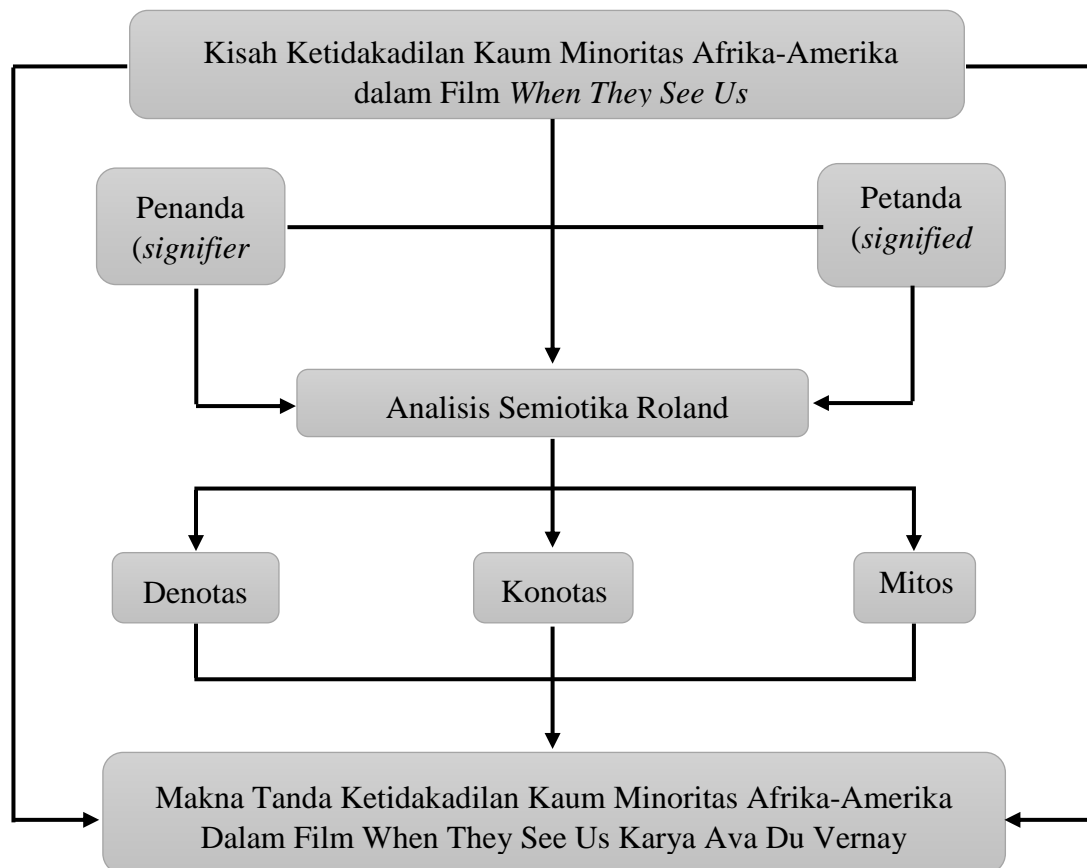 Kisah Ketidakadilan Kaum Minoritas Afrika-Amerika
dalam Film When They See Us
Penanda
(signifier
Petanda
(signified
Analisis Semiotika Roland
Denotas
Konotas
Mitos
Makna Tanda Ketidakadilan Kaum Minoritas Afrika-Amerika
Dalam Film When They See Us Karya Ava Du Vernay